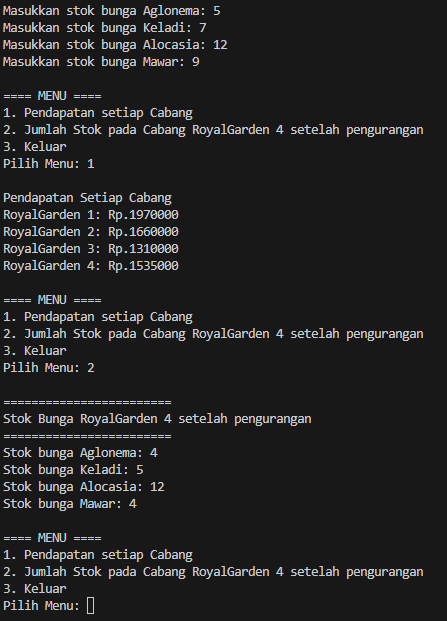 Masukkan stok bunga Aglonema: 5
Masukkan stok bunga Keladi: 7
Masukkan stok bunga Alocasia: 12
Masukkan stok bunga Mawar: 9
==== MENU ====
1. Pendapatan setiap Cabang
2. Jumlah Stok pada Cabang RoyalGarden 4 setelah pengurangan
3. Keluar
Pilih Menu: 1
Pendapatan Setiap Cabang
RoyalGarden 1: Rp.1970000
RoyalGarden 2: Rp.1660000
RoyalGarden 3: Rp.1310000
RoyalGarden 4: Rp.1535000
==== MENU ====
1. Pendapatan setiap Cabang
2. Jumlah Stok pada Cabang RoyalGarden 4 setelah pengurangan
3. Keluar
Pilih Menu: 2
========================
Stok Bunga RoyalGarden 4 setelah pengurangan
========================
Stok bunga Aglonema: 4
Stok bunga Keladi: 5
Stok bunga Alocasia: 12
Stok bunga Mawar: 4
==== MENU ====
1. Pendapatan setiap Cabang
2. Jumlah Stok pada Cabang RoyalGarden 4 setelah pengurangan
3. Keluar
Pilih Menu: